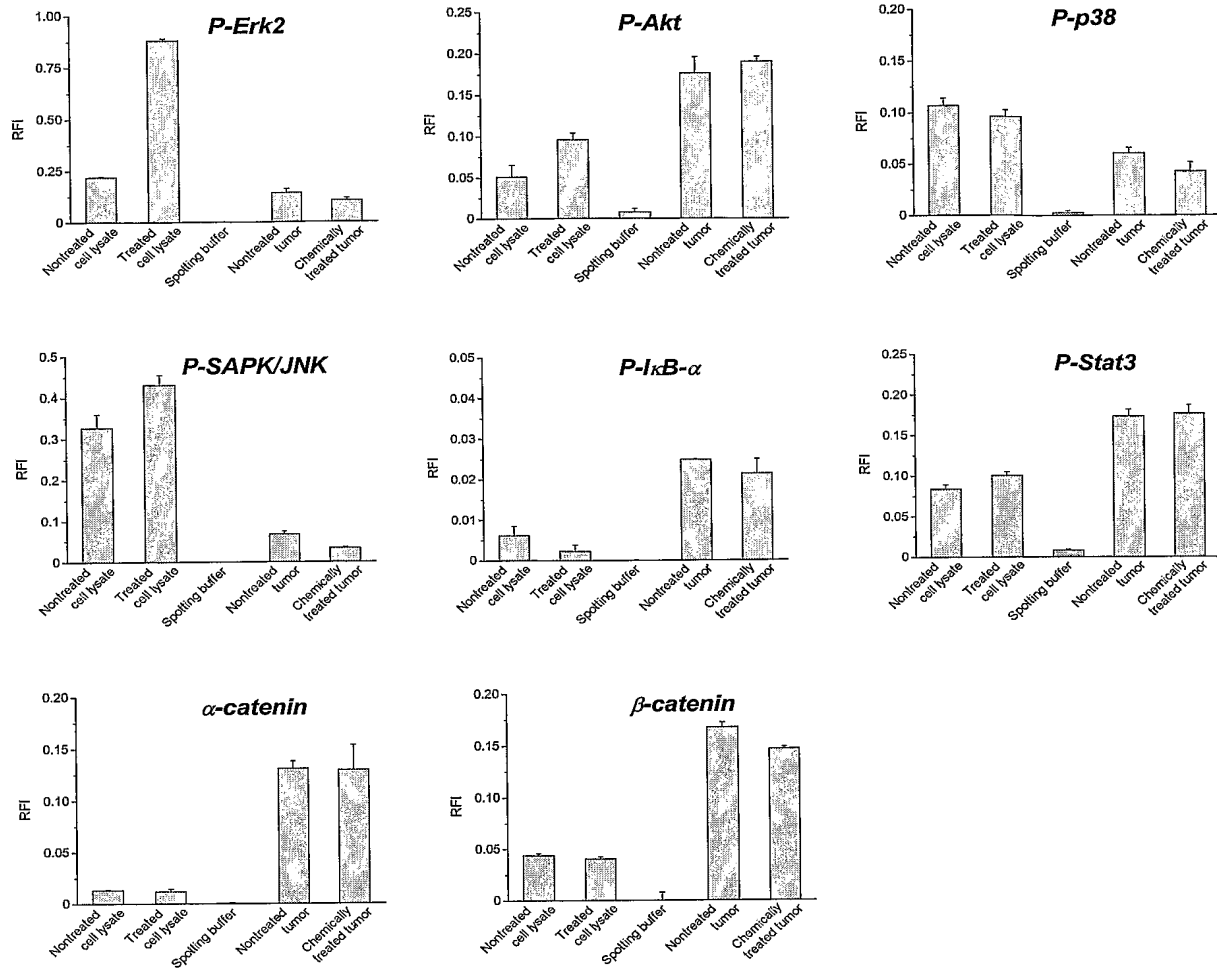 P-Erk2
1.00
0.75
0.50
0.25
0
RFI
Nontreated
cell lysate
Treated
cell lysate
Spotting buffer
Nontreated
tumor
Chemically
treated tumor
P-Akt
0.25
0.20
0.15
0.10
0.05
0
RFI
Nontreated
cell lysate
Treated
cell lysate
Spotting buffer
Nontreated
tumor
Chemically
treated tumor
P-p38
0.20
0.15
0.10
0.05
0
RFI
Nontreated
cell lysate
Treated
cell lysate
Spotting buffer
Nontreated
tumor
Chemically
treated tumor
P-SAPK/JNK
0.5
0.4
0.3
0.2
0.1
0
RFI
Nontreated
cell lysate
Treated
cell lysate
Spotting buffer
Nontreated
tumor
Chemically
treated tumor
P-IκB-α
0.05
0.04
0.03
0.02
0.01
0
RFI
Nontreated
cell lysate
Treated
cell lysate
Spotting buffer
Nontreated
tumor
Chemically
treated tumor
P-Stat3
0.25
0.20
0.15
0.10
0.05
0
RFI
Nontreated
cell lysate
Treated
cell lysate
Spotting buffer
Nontreated
tumor
Chemically
treated tumor
α-catenin
0.20
0.15
0.10
0.05
0
RFI
Nontreated
cell lysate
Treated
cell lysate
Spotting buffer
Nontreated
tumor
Chemically
treated tumor
β-catenin
0.20
0.15
0.10
0.05
0
RFI
Nontreated
cell lysate
Treated
cell lysate
Spotting buffer
Nontreated
tumor
Chemically
treated tumor